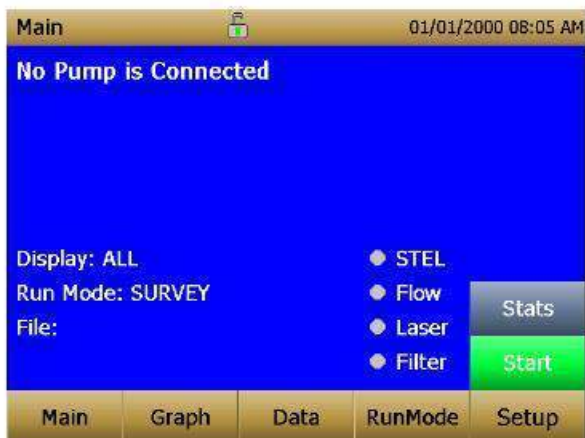 Main 01/01/2000 08:05 AM
No Pump is Connected
Display: ALL
Run Mode: SURVEY
File:
STEL
Flow
Laser
Filter
Stats
Start
Main Graph Data RunMode Setup